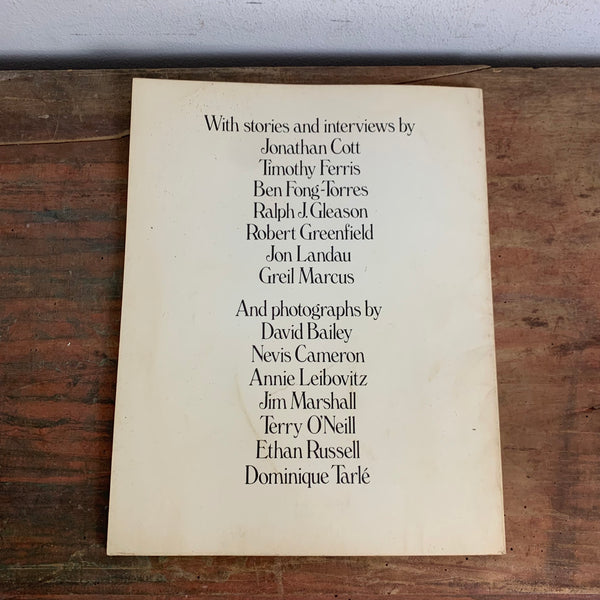 With stories and interviews by
Jonathan Cott
Timothy Ferris
Ben Fong-Torres
Ralph J. Gleason
Robert Greenfield
Jon Landau
Greil Marcus
And photographs by
David Bailey
Nevis Cameron
Annie Leibovitz
Jim Marshall
Terry O'Neill
Ethan Russell
Dominique Tarlé